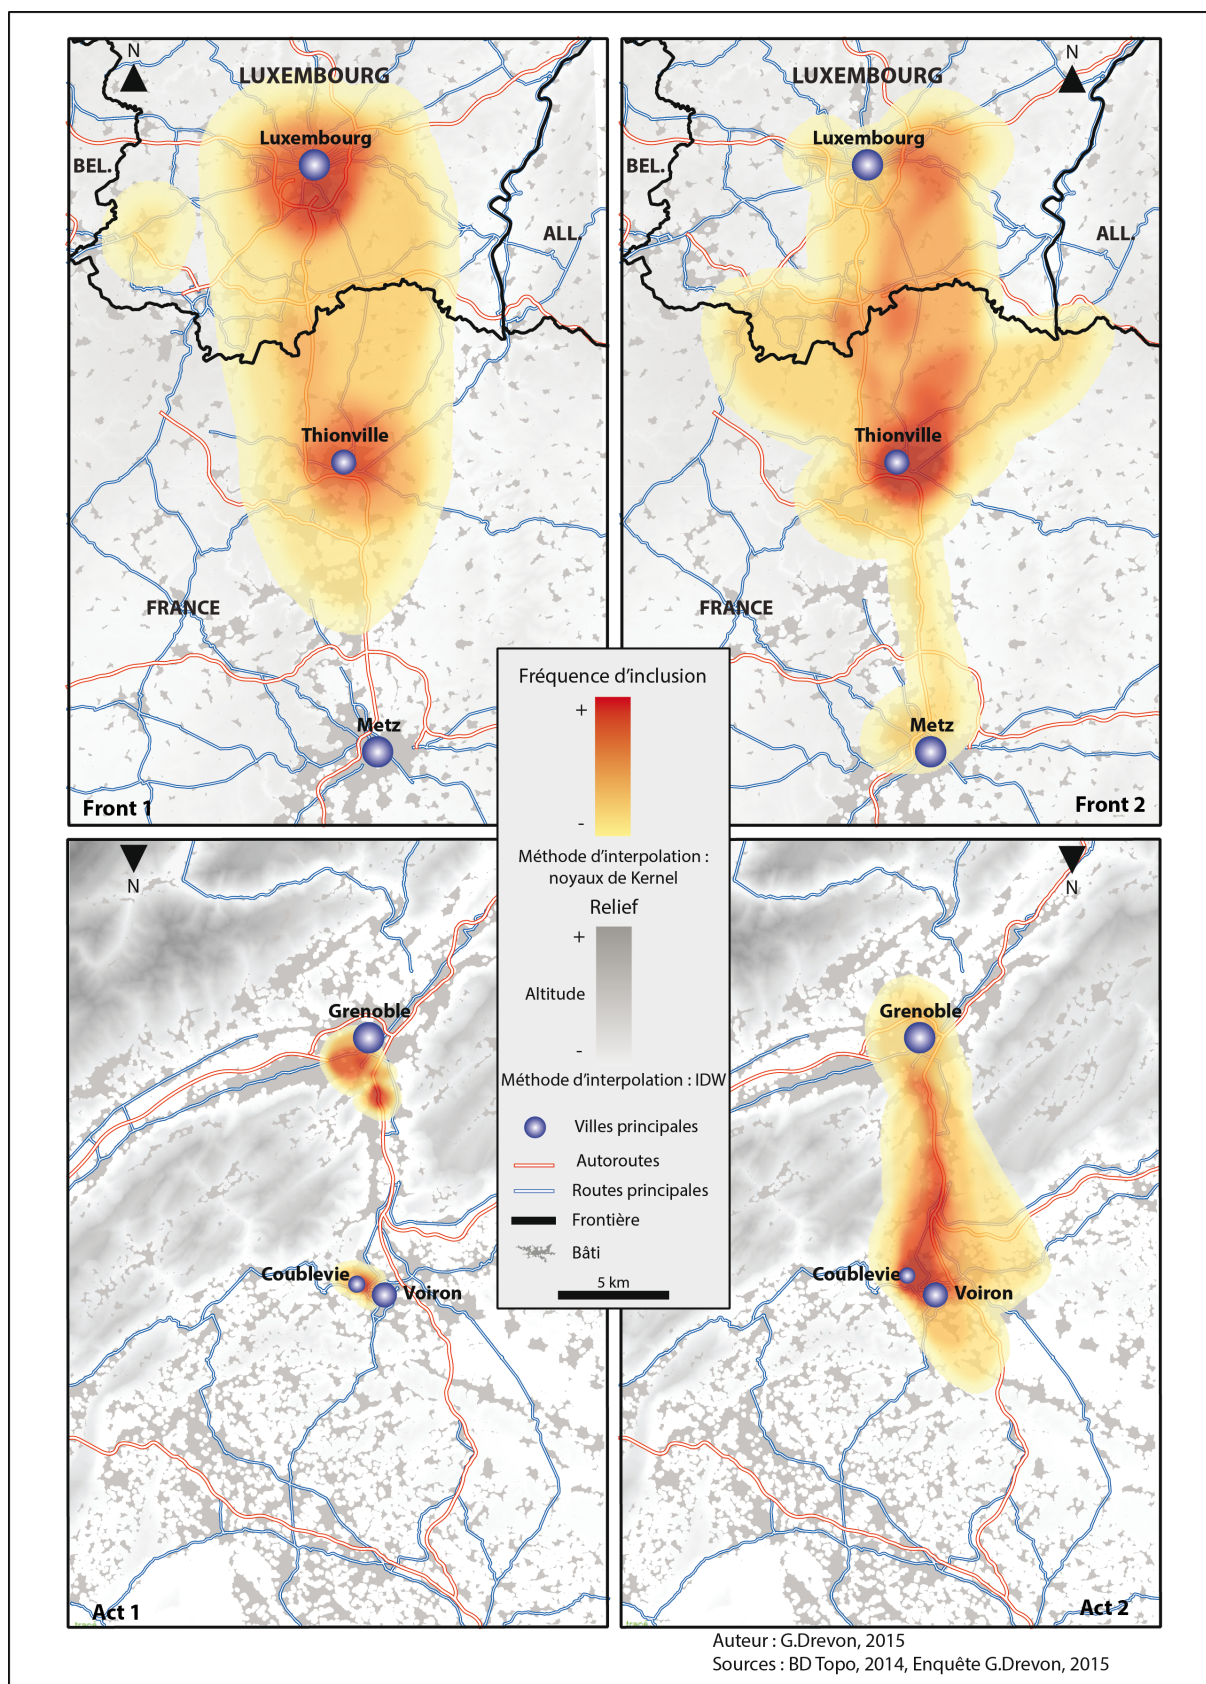 N
LUXEMBOURG
Luxembourg
BEL.
ALL.
Thionville
FRANCE
Metz
Front 1
N
LUXEMBOURG
Luxembourg
BEL.
ALL.
Thionville
FRANCE
Metz
Front 2
Fréquence d'inclusion
+
-
Méthode d'interpolation :
noyaux de Kernel
Relief
+
Altitude
-
Méthode d'interpolation : IDW
Villes principales
Autoroutes
Routes principales
Frontière
Bâti
5 km
N
Grenoble
Coublevie
Voiron
Act 1
N
Grenoble
Coublevie
Voiron
Act 2
Auteur : G.Drevon, 2015
Sources : BD Topo, 2014, Enquête G.Drevon, 2015